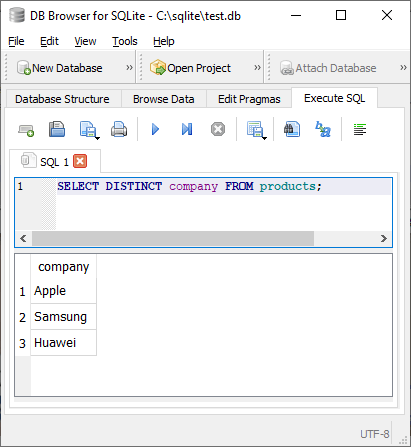 DB Browser for SQLite - C:\sqlite\test.db
File Edit View Tools Help
New Database » Open Project » Attach Database »
Database Structure Browse Data Edit Pragmas Execute SQL
SQL 1
1 SELECT DISTINCT company FROM products;
company
1 Apple
2 Samsung
3 Huawei
UTF-8